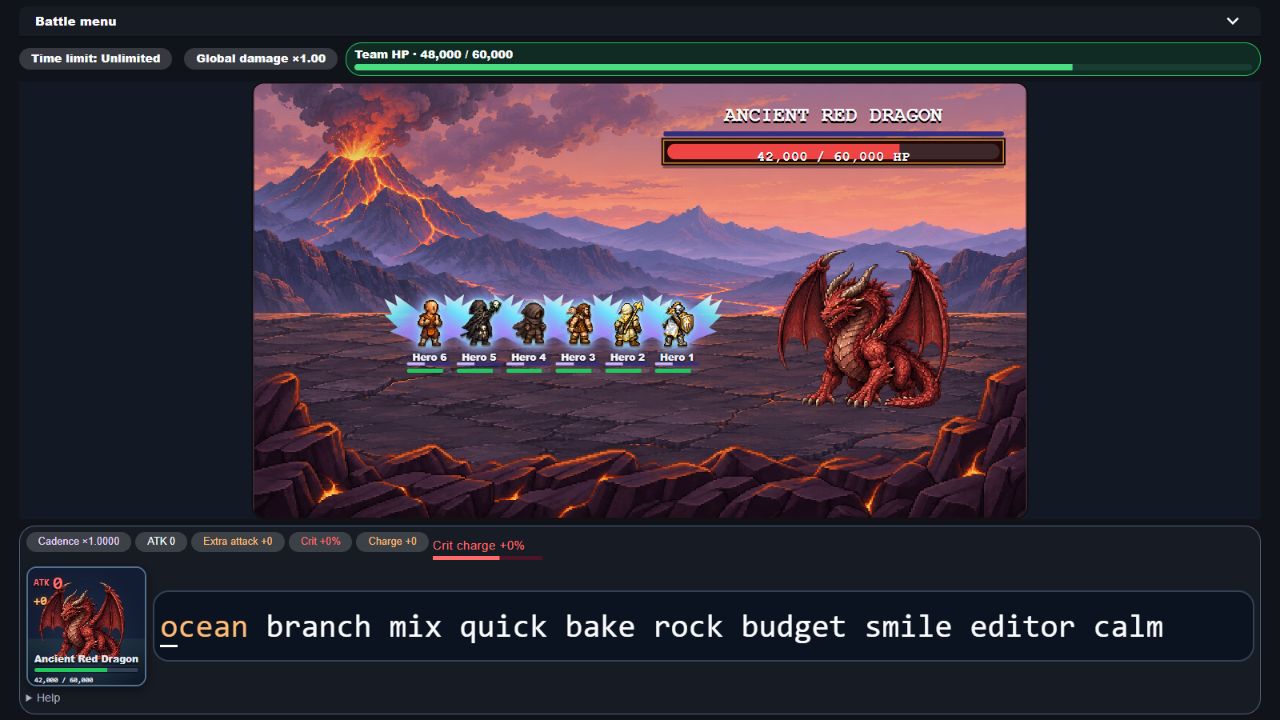 Battle menu
Time limit: Unlimited
Global damage ×1.00
Team HP · 48,000 / 60,000
ANCIENT RED DRAGON
42,000 / 60,000 HP
Hero 6 Hero 5 Hero 4 Hero 3 Hero 2 Hero 1
Cadence ×1.0000
ATK 0
Extra attack +0
Crit +0%
Charge +0
Crit charge +0%
ATK 0
+0
Ancient Red Dragon
42,000 / 60,000
ocean branch mix quick bake rock budget smile editor calm
Help